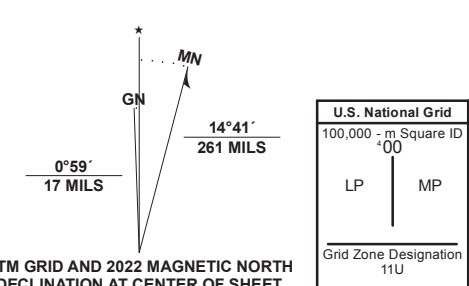 ★
MN
GN
14°41´
261 MILS
0°59´
17 MILS
TM GRID AND 2022 MAGNETIC NORTH
DECLINATION AT CENTER OF SHEET
U.S. National Grid
100,000 - m Square ID
⁴00
LP MP
Grid Zone Designation
11U